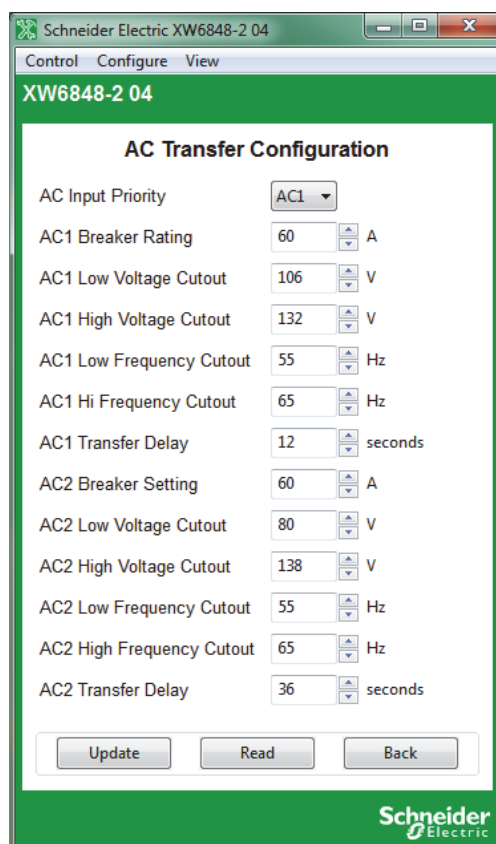 Schneider Electric XW6848-2 04
Control Configure View
XW6848-2 04
AC Transfer Configuration
AC Input Priority AC1
AC1 Breaker Rating 60 A
AC1 Low Voltage Cutout 106 V
AC1 High Voltage Cutout 132 V
AC1 Low Frequency Cutout 55 Hz
AC1 Hi Frequency Cutout 65 Hz
AC1 Transfer Delay 12 seconds
AC2 Breaker Setting 60 A
AC2 Low Voltage Cutout 80 V
AC2 High Voltage Cutout 138 V
AC2 Low Frequency Cutout 55 Hz
AC2 High Frequency Cutout 65 Hz
AC2 Transfer Delay 36 seconds
Update Read Back
Schneider
Electric